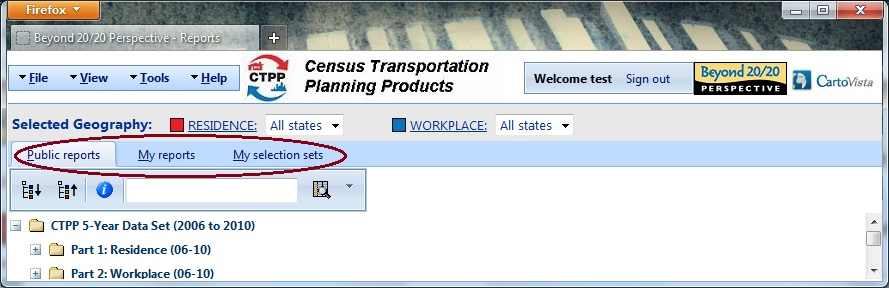 Firefox
Beyond 20/20 Perspective - Reports
File View Tools Help
CTPP
Census Transportation
Planning Products
Welcome test Sign out
Beyond 20/20
PERSPECTIVE
CartoVista
Selected Geography: RESIDENCE: All states WORKPLACE: All states
Public reports My reports My selection sets
CTPP 5-Year Data Set (2006 to 2010)
Part 1: Residence (06-10)
Part 2: Workplace (06-10)